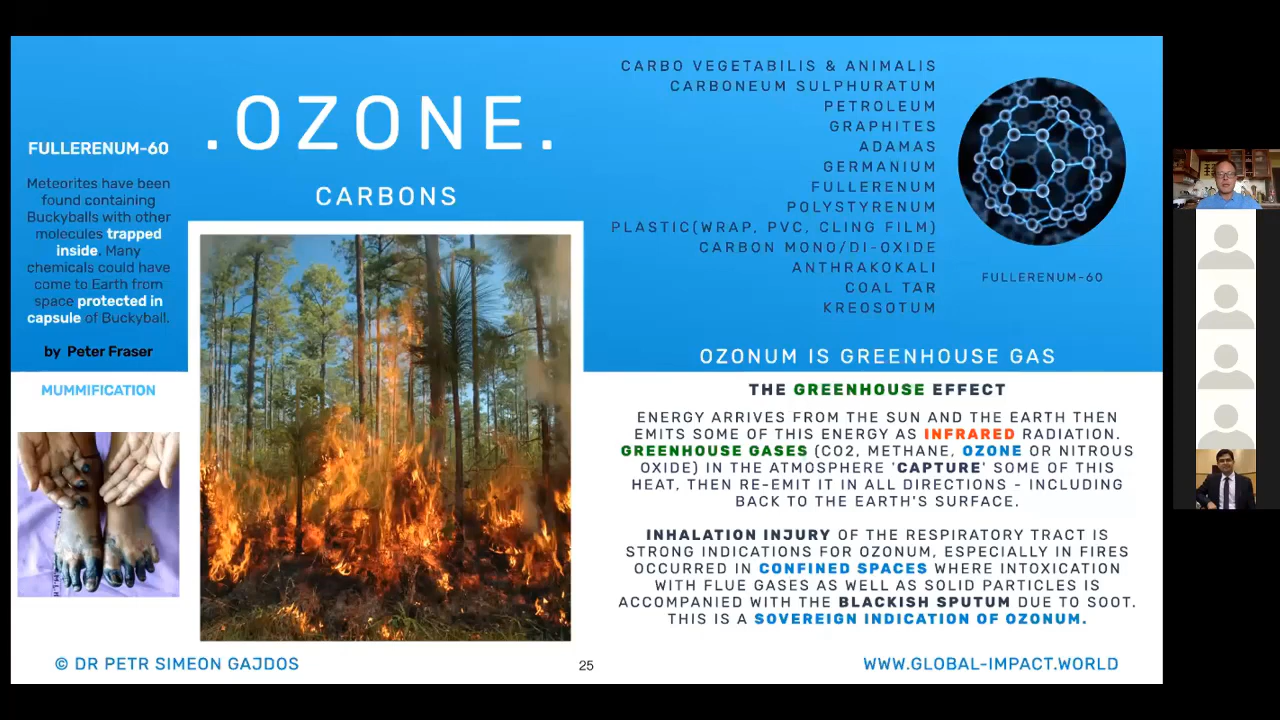 .OZONE.
CARBONS
FULLERENUM-60
Meteorites have been
found containing
Buckyballs with other
molecules trapped
inside. Many
chemicals could have
come to Earth from
space protected in
capsule of Buckyball.
by Peter Fraser
MUMMIFICATION
CARBO VEGETABILIS & ANIMALIS
CARBONEUM SULPHURATUM
PETROLEUM
GRAPHITES
ADAMAS
GERMANIUM
FULLERENUM
POLYSTYRENUM
PLASTIC(WRAP, PVC, CLING FILM)
CARBON MONO/DI-OXIDE
ANTHRAKOKALI
COAL TAR
KREOSOTUM
FULLERENUM-60
OZONUM IS GREENHOUSE GAS
THE GREENHOUSE EFFECT
ENERGY ARRIVES FROM THE SUN AND THE EARTH THEN
EMITS SOME OF THIS ENERGY AS INFRARED RADIATION.
GREENHOUSE GASES (CO2, METHANE, OZONE OR NITROUS
OXIDE) IN THE ATMOSPHERE 'CAPTURE' SOME OF THIS
HEAT, THEN RE-EMIT IT IN ALL DIRECTIONS - INCLUDING
BACK TO THE EARTH'S SURFACE.
INHALATION INJURY OF THE RESPIRATORY TRACT IS
STRONG INDICATIONS FOR OZONUM, ESPECIALLY IN FIRES
OCCURRED IN CONFINED SPACES WHERE INTOXICATION
WITH FLUE GASES AS WELL AS SOLID PARTICLES IS
ACCOMPANIED WITH THE BLACKISH SPUTUM DUE TO SOOT.
THIS IS A SOVEREIGN INDICATION OF OZONUM.
© DR PETR SIMEON GAJDOS
25
WWW.GLOBAL-IMPACT.WORLD